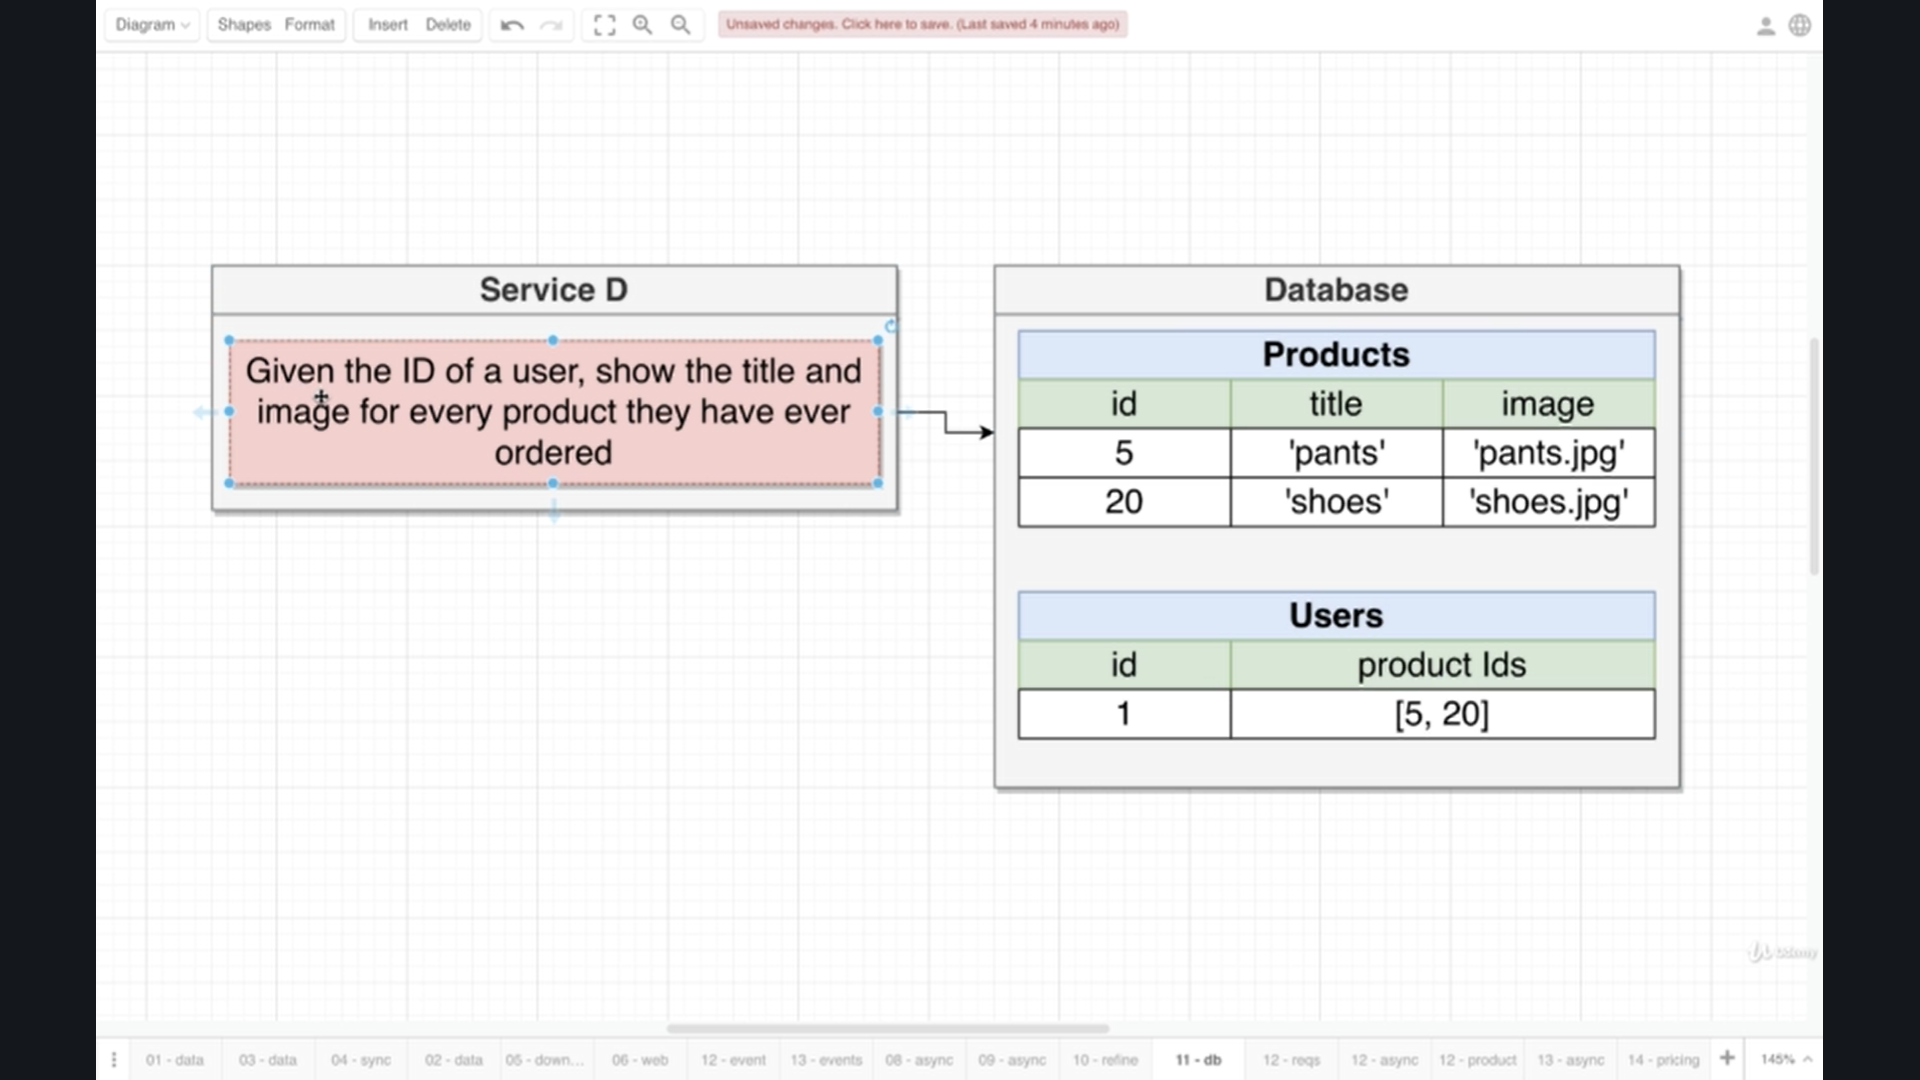 Diagram Shapes Format Insert Delete Unsaved changes. Click here to save. (Last saved 4 minutes ago)
Service D
Given the ID of a user, show the title and
image for every product they have ever
ordered
Database
Products
id title image
5 'pants' 'pants.jpg'
20 'shoes' 'shoes.jpg'
Users
id product Ids
1 [5, 20]
Udemy
01 - data 03 - data 04 - sync 02 - data 05 - down... 06 - web 12 - event 13 - events 08 - async 09 - async 10 - refine 11 - db 12 - reqs 12 - async 12 - product 13 - async 14 - pricing + 145%